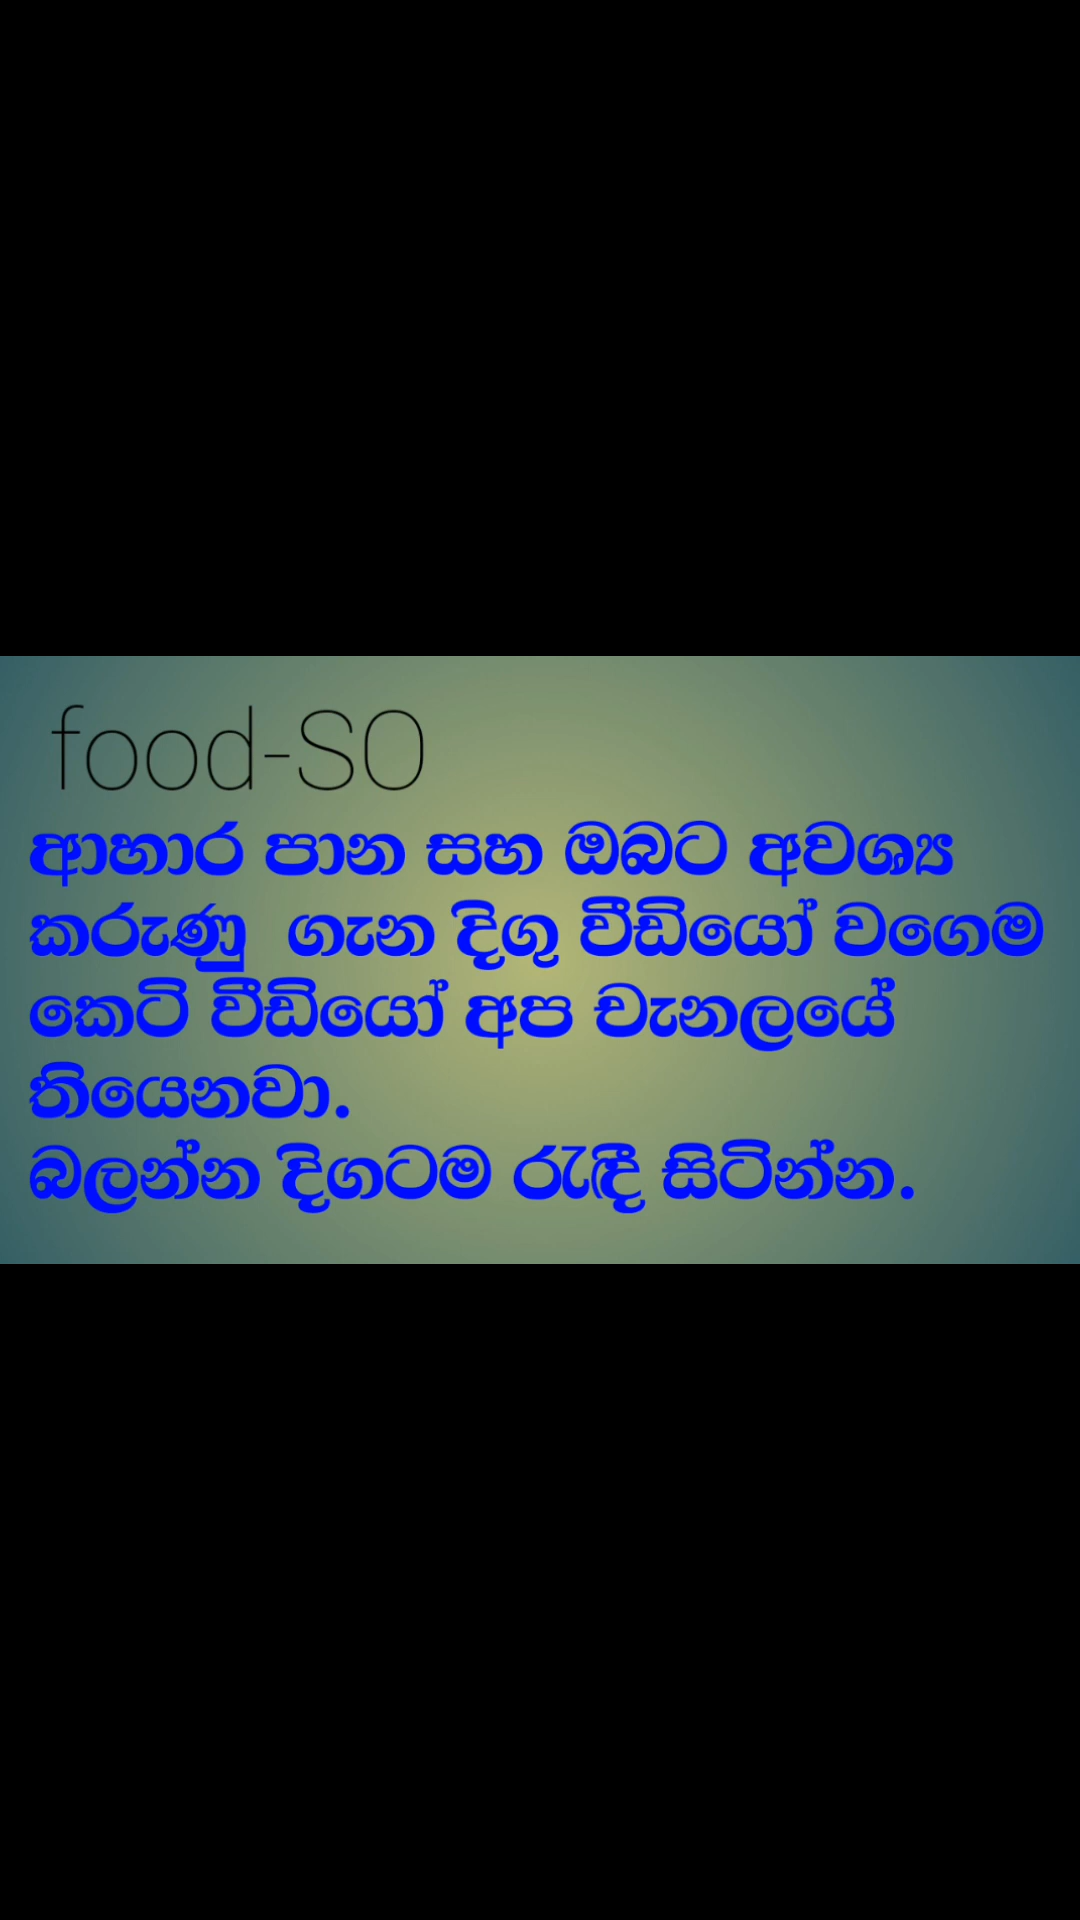 food-SO
ආහාර පාන සහ ඔබට අවශ්‍ය
කරුණු  ගැන දිගු වීඩියෝ වගෙම
කෙටි වීඩියෝ අප චැනලයේ
තියෙනවා.
බලන්න දිගටම රැඳී සිටින්න.